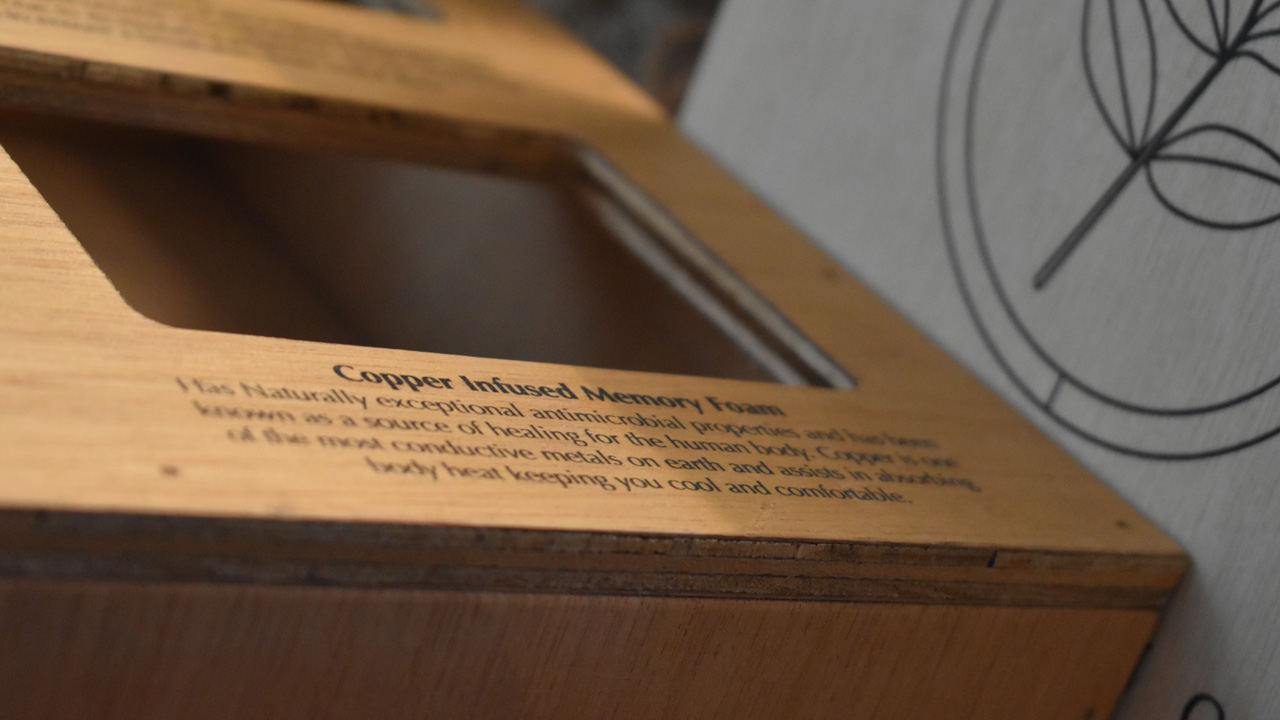 Copper Infused Memory Foam
Has Naturally exceptional antimicrobial properties and has been
known as a source of healing for the human body. Copper is one
of the most conductive metals on earth and assists in absorbing
body heat keeping you cool and comfortable.